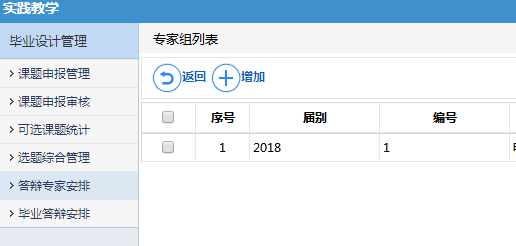 实践教学
毕业设计管理
课题申报管理
课题申报审核
可选课题统计
选题综合管理
答辩专家安排
毕业答辩安排
专家组列表
返回 增加
序号 届别 编号
1 2018 1